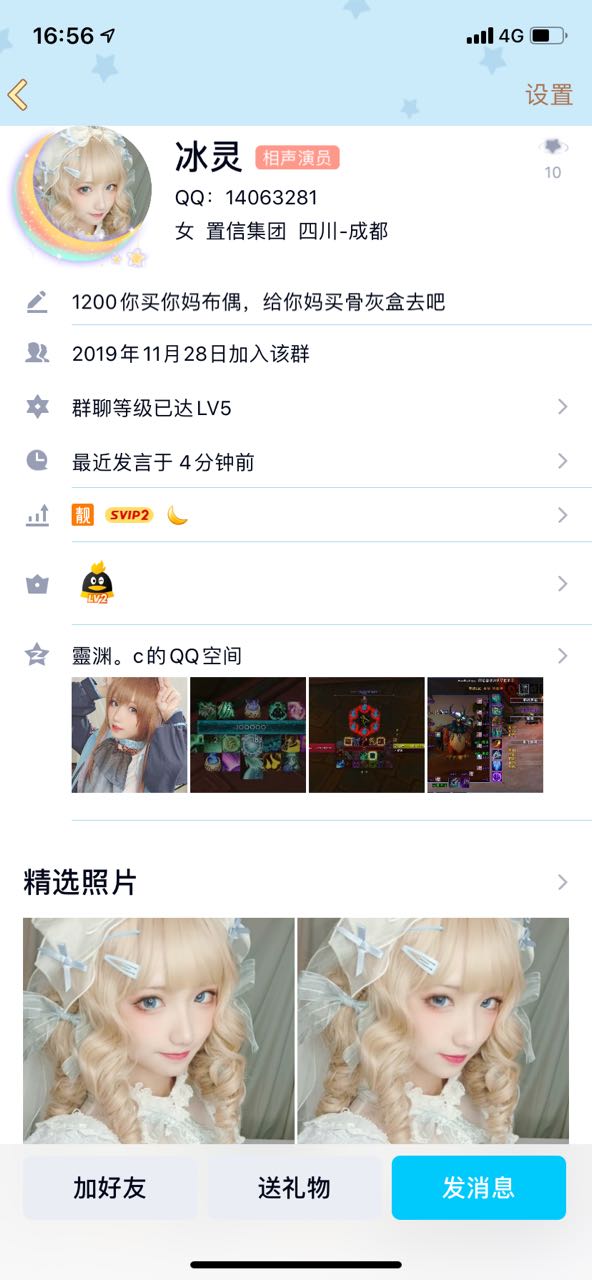 16:56
4G
设置
冰灵 相声演员
10
QQ：14063281
女 置信集团 四川-成都
1200你买你妈布偶，给你妈买骨灰盒去吧
2019年11月28日加入该群
群聊等级已达LV5
最近发言于 4分钟前
靓 SVIP2
LV2
靈渊。c的QQ空间
精选照片
加好友
送礼物
发消息